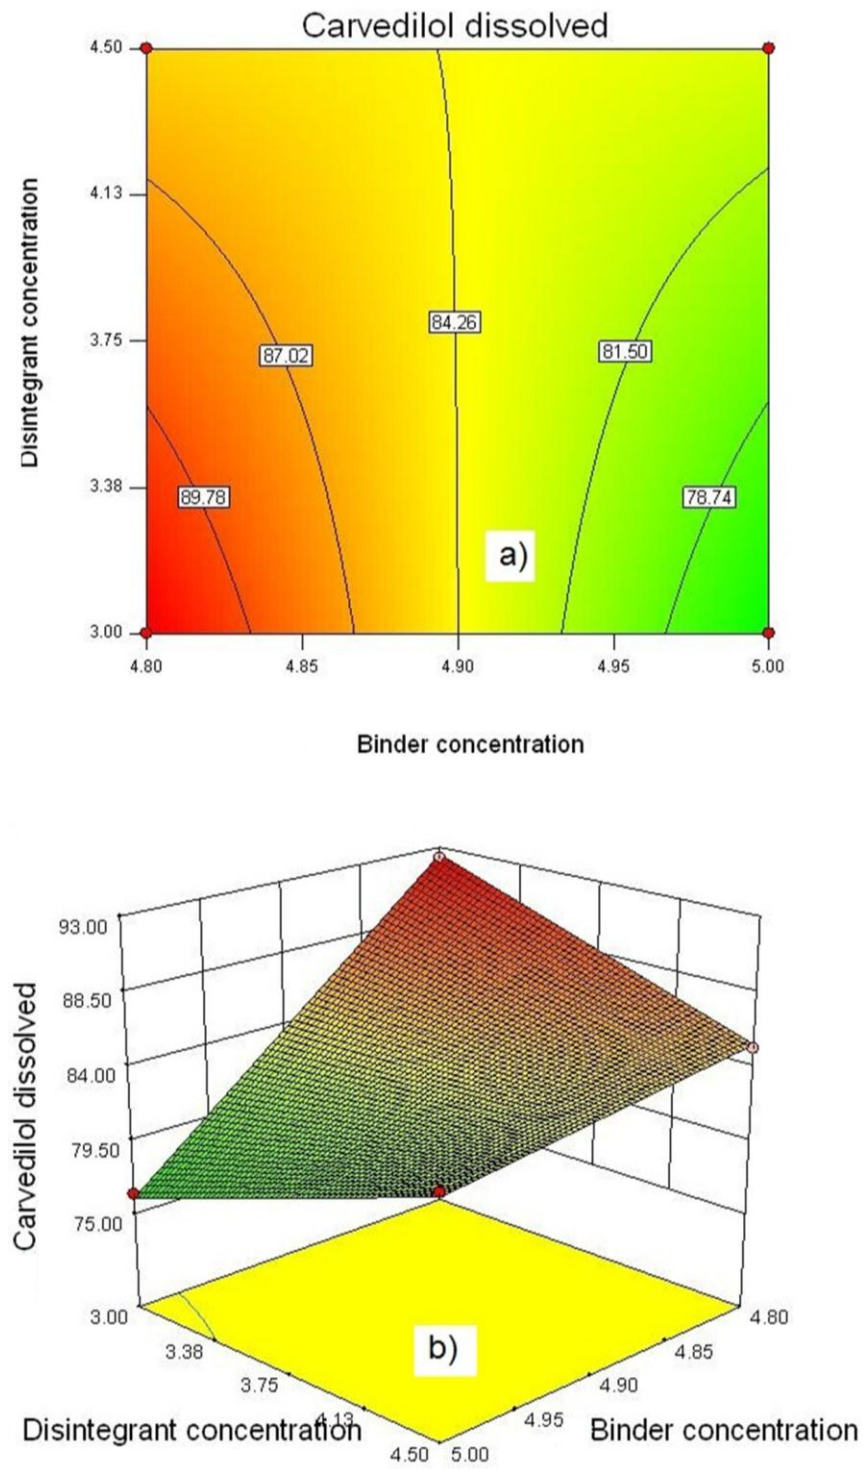 Carvedilol dissolved
4.50
4.13
3.75
3.38
3.00
Disintegrant concentration
87.02
84.26
81.50
89.78
78.74
a)
4.80 4.85 4.90 4.95 5.00
Binder concentration
93.00
88.50
84.00
79.50
75.00
Carvedilol dissolved
3.00
3.38
3.75
4.13
4.50
4.80
4.85
4.90
4.95
5.00
b)
Disintegrant concentration
Binder concentration